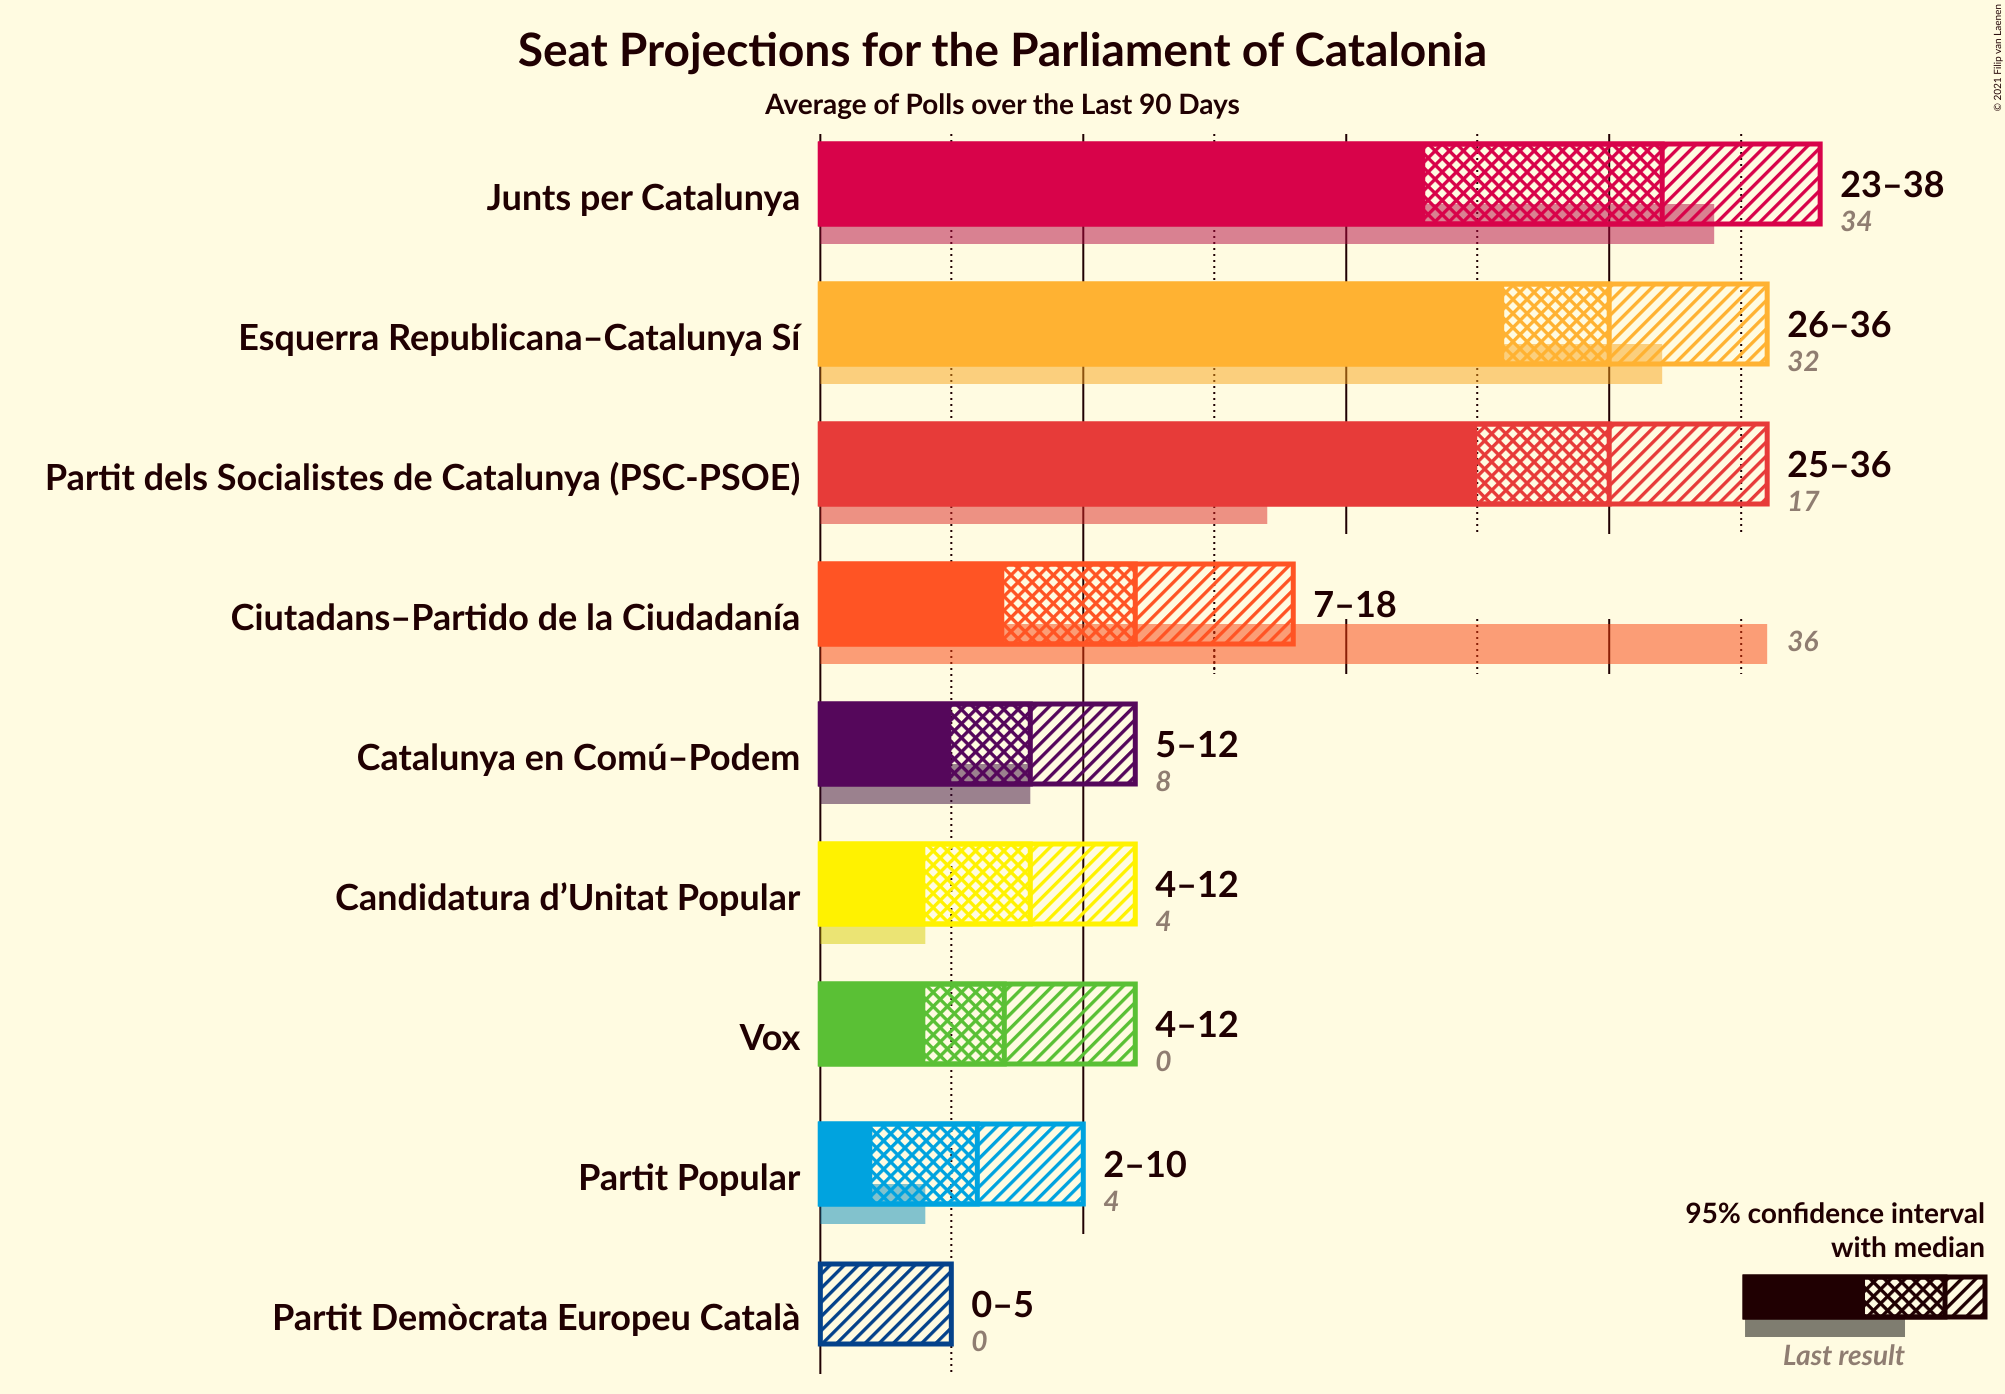 Seat Projections for the Parliament of Catalonia
Average of Polls over the Last 90 Days
© 2021 Filip van Laenen
Junts per Catalunya
23–38
34
Esquerra Republicana–Catalunya Sí
26–36
32
Partit dels Socialistes de Catalunya (PSC-PSOE)
25–36
17
Ciutadans–Partido de la Ciudadanía
7–18
36
Catalunya en Comú–Podem
5–12
8
Candidatura d’Unitat Popular
4–12
4
Vox
4–12
0
Partit Popular
2–10
4
Partit Demòcrata Europeu Català
0–5
0
95% confidence interval
with median
Last result